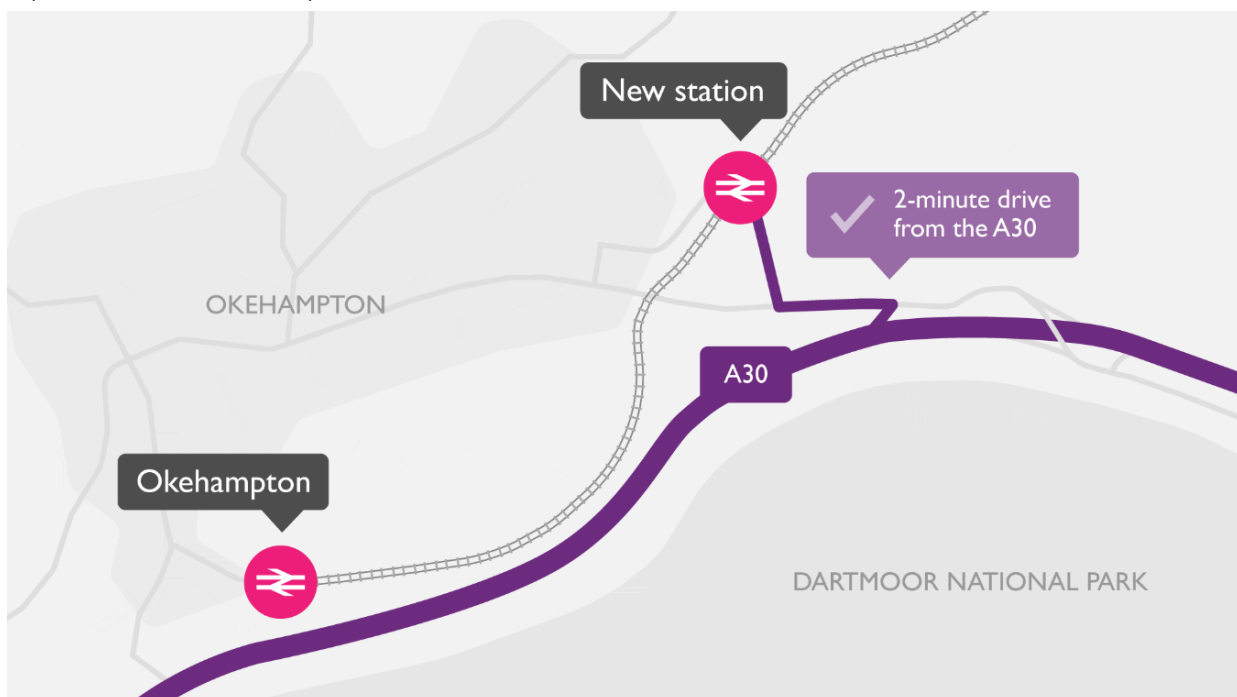 New station
2-minute drive
from the A30
OKEHAMPTON
A30
Okehampton
DARTMOOR NATIONAL PARK